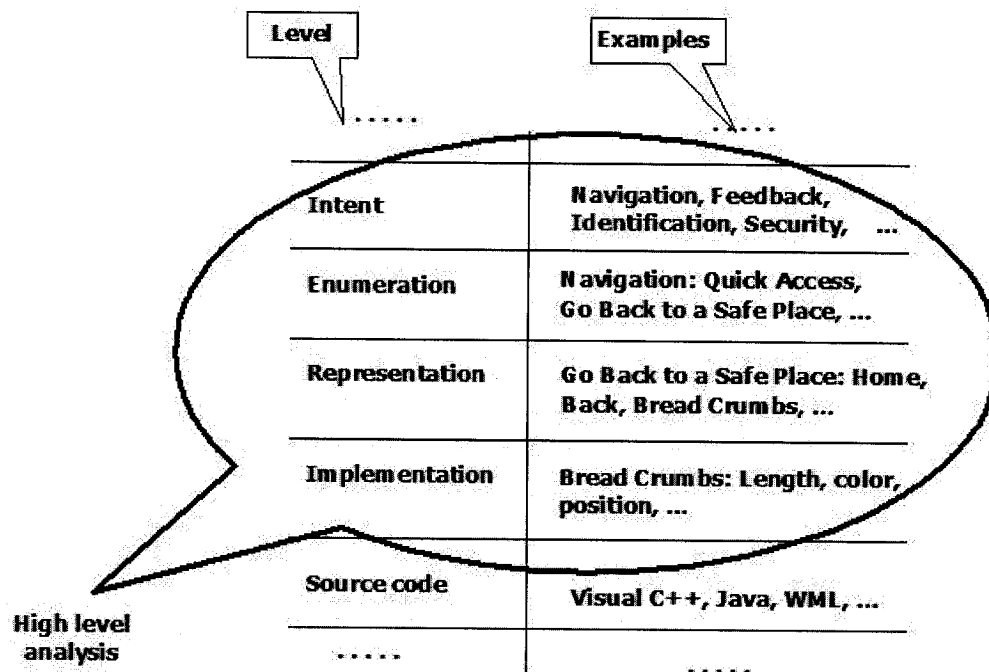 Level
Examples
.....
.....
Intent
Navigation, Feedback,
Identification, Security, ...
Enumeration
Navigation: Quick Access,
Go Back to a Safe Place, ...
Representation
Go Back to a Safe Place: Home,
Back, Bread Crumbs, ...
Implementation
Bread Crumbs: Length, color,
position, ...
Source code
Visual C++, Java, WML, ...
High level
analysis
.....
.....